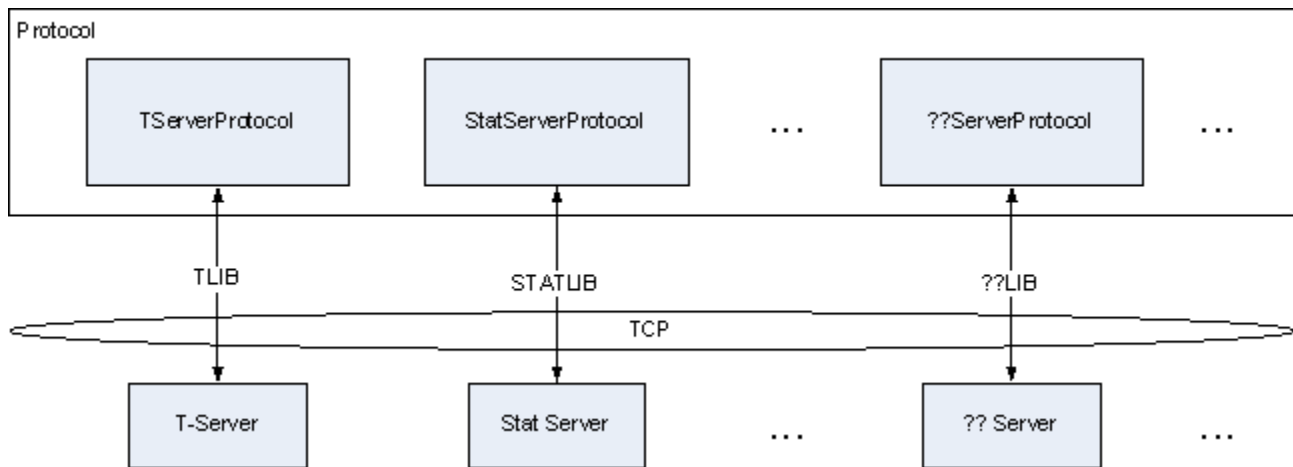 Protocol
TServerProtocol
StatServerProtocol
...
??ServerProtocol
...
TLIB
STATLIB
??LIB
TCP
T-Server
Stat Server
...
?? Server
...